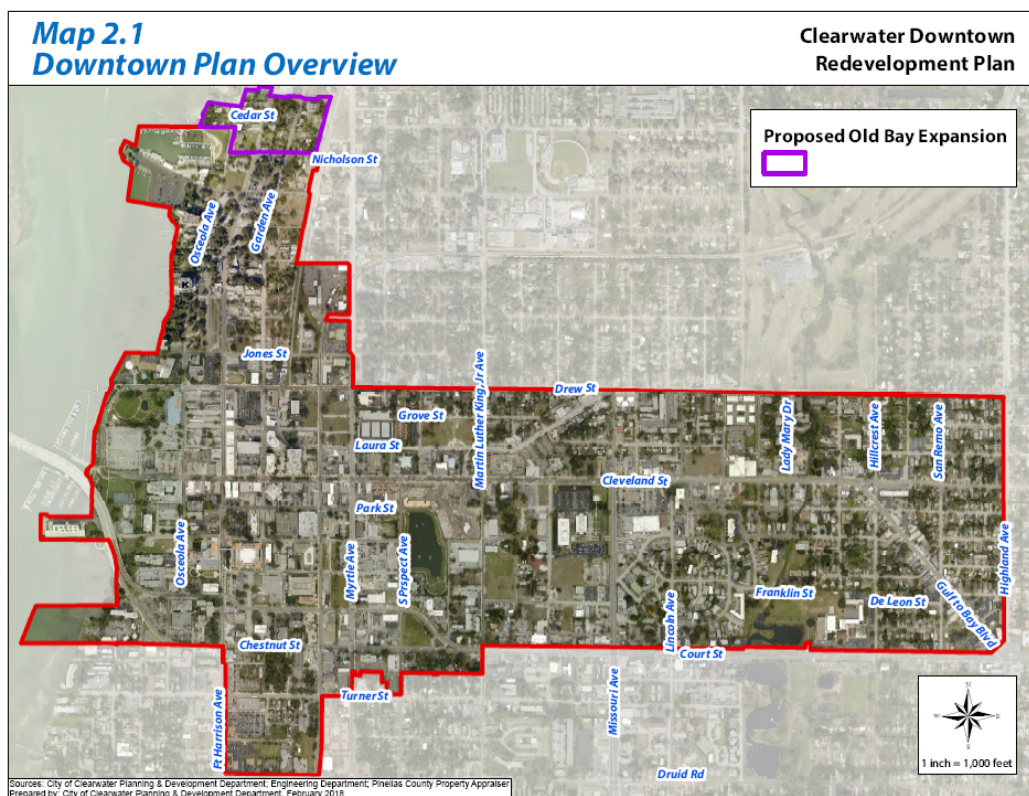 Map 2.1
Downtown Plan Overview
Clearwater Downtown
Redevelopment Plan
Proposed Old Bay Expansion
Cedar St
Nicholson St
Osceola Ave
Garden Ave
Jones St
Martin Luther King, Jr Ave
Drew St
Grove St
Laura St
Lady Mary Dr
Hillcrest Ave
San Remo Ave
Cleveland St
Park St
Osceola Ave
Myrtle Ave
S Prspect Ave
Highland Ave
Franklin St
De Leon St
Gulf to Bay Blvd
Lincoln Ave
Chestnut St
Court St
Ft Harrison Ave
Turner St
Missouri Ave
Druid Rd
N
W
E
S
1 inch = 1,000 feet
Sources: City of Clearwater Planning & Development Department; Engineering Department; Pinellas County Property Appraiser
Prepared by: City of Clearwater Planning & Development Department, February 2018